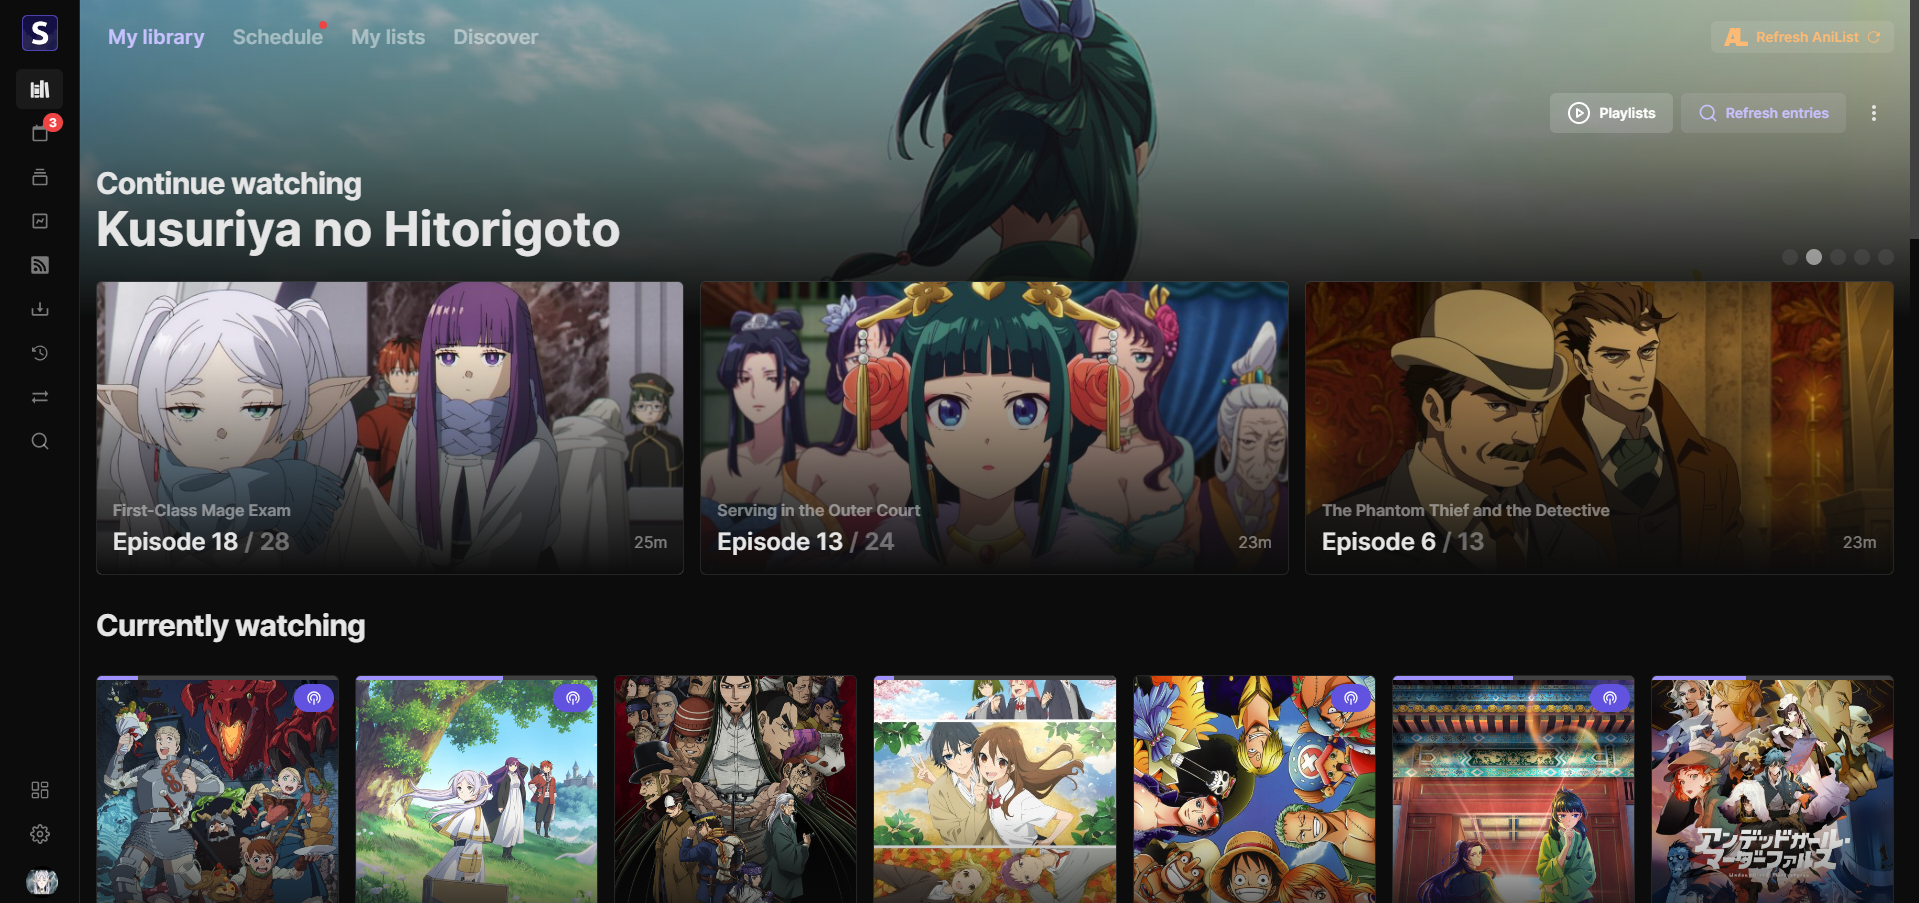 S
My library
Schedule
My lists
Discover
AL Refresh AniList
3
Playlists
Refresh entries
Continue watching
Kusuriya no Hitorigoto
First-Class Mage Exam
Episode 18 / 28
25m
Serving in the Outer Court
Episode 13 / 24
23m
The Phantom Thief and the Detective
Episode 6 / 13
23m
Currently watching
アンデッドガール・
マーダーファルス